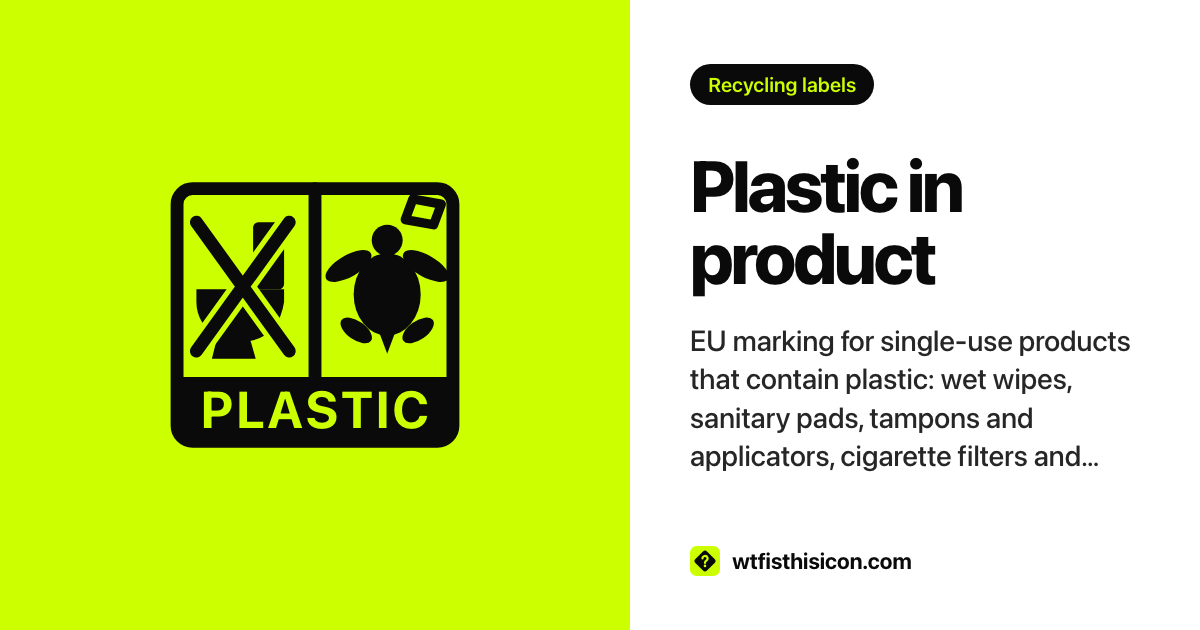 PLASTIC
Recycling labels
Plastic in
product
EU marking for single-use products
that contain plastic: wet wipes,
sanitary pads, tampons and
applicators, cigarette filters and...
?
wtfisthisicon.com